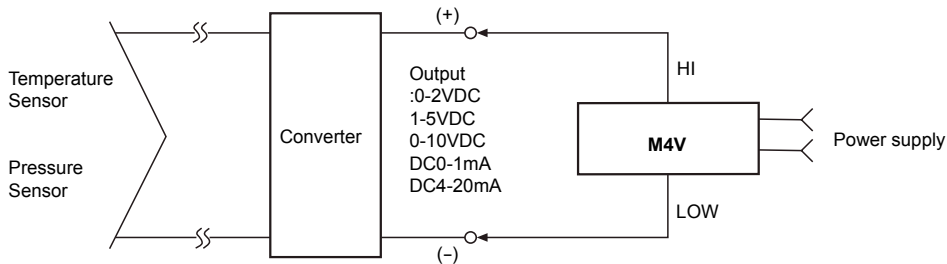 Temperature
Sensor
Pressure
Sensor
Converter
(+)
Output
:0-2VDC
1-5VDC
0-10VDC
DC0-1mA
DC4-20mA
(−)
HI
M4V
LOW
Power supply